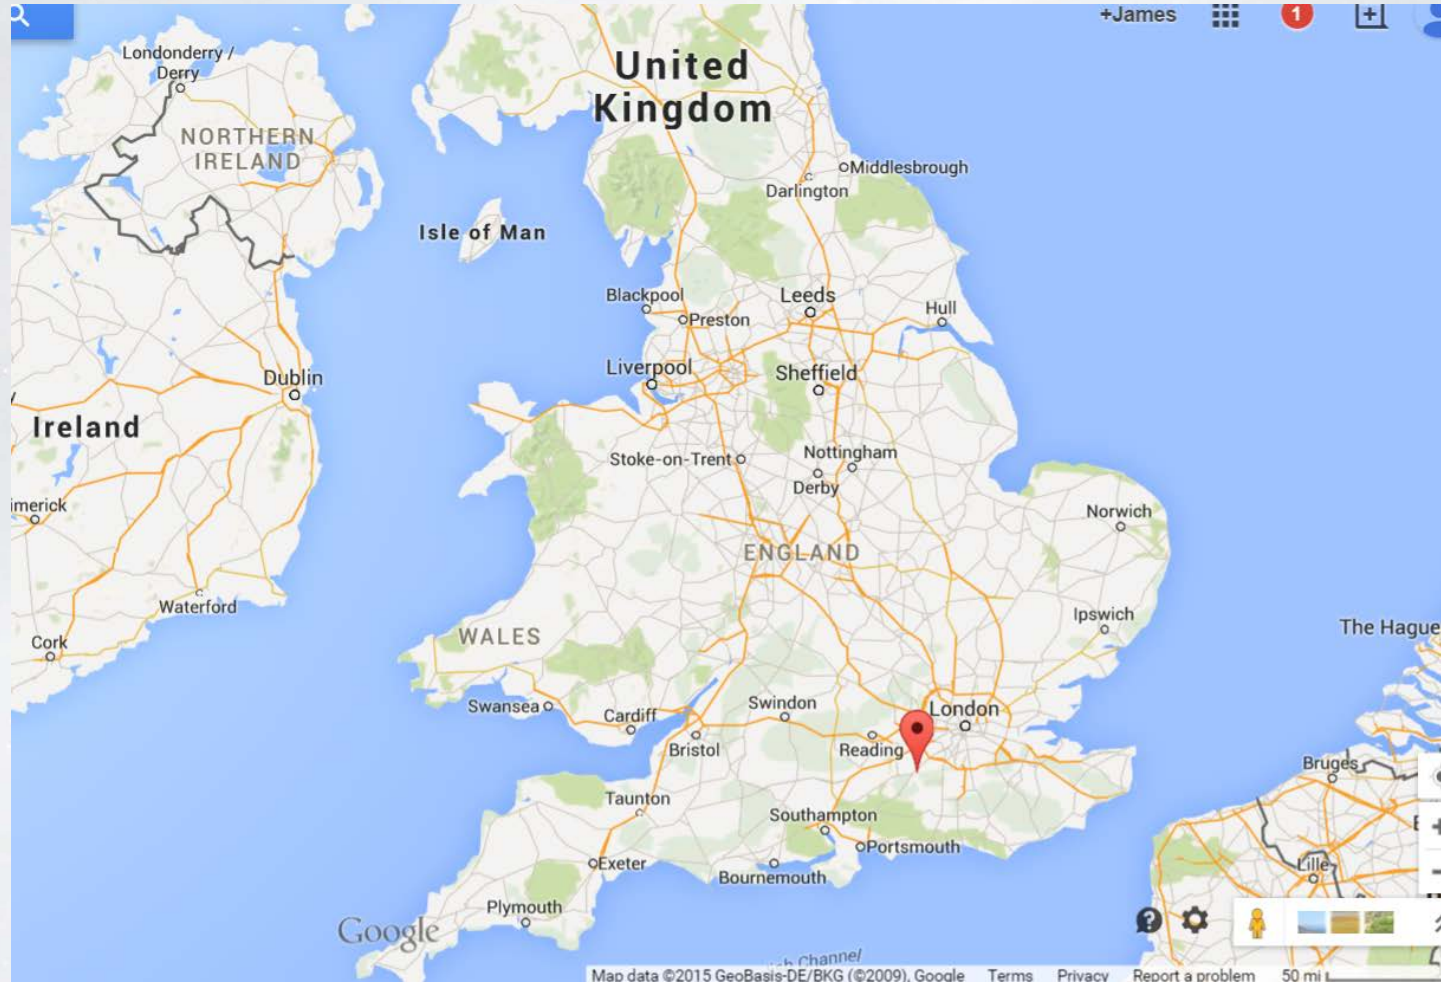 +James
1
United
Kingdom
Londonderry /
Derry
NORTHERN
IRELAND
Middlesbrough
Darlington
Isle of Man
Blackpool
Preston
Leeds
Hull
Liverpool
Sheffield
Dublin
Ireland
Stoke-on-Trent
Nottingham
Derby
imerick
Norwich
ENGLAND
Waterford
Ipswich
The Hague
WALES
Cork
Swansea
Cardiff
Swindon
London
Bristol
Reading
Bruges
Taunton
Southampton
Portsmouth
Exeter
Bournemouth
Lille
Plymouth
Google
Channel
Map data ©2015 GeoBasis-DE/BKG (©2009), Google Terms Privacy Report a problem 50 mi